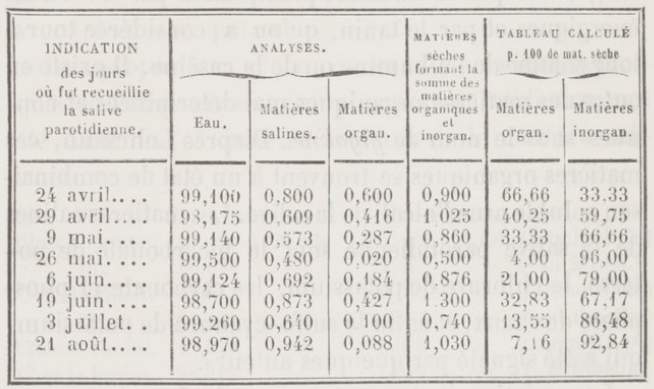 INDICATION
des jours
où fut recueillie
la salive
parotidienne.
ANALYSES.
Eau.
Matières
salines.
Matières
organ.
MATIÈRES
sèches
formant la
somme des
matières
organiques
et
inorgan.
TABLEAU CALCULÉ
p. 100 de mat. sèche
Matières
organ.
Matières
inorgan.
24 avril.... 99,100 0,800 0,600 0,900 66,66 33,33
29 avril.... 98,175 0,609 0,416 1,025 40,25 59,75
9 mai.... 99,140 0,573 0,287 0,860 33,33 66,66
26 mai.... 99,500 0,480 0,020 0,500 4,00 96,00
6 juin.... 99,124 0,692 0,184 0,876 21,00 79,00
19 juin... 98,700 0,873 0,427 1.300 32,83 67,17
3 juillet. 99,260 0,640 0,100 0,740 13,55 86,48
21 août.... 98,970 0,942 0,088 1,030 7,16 92,84